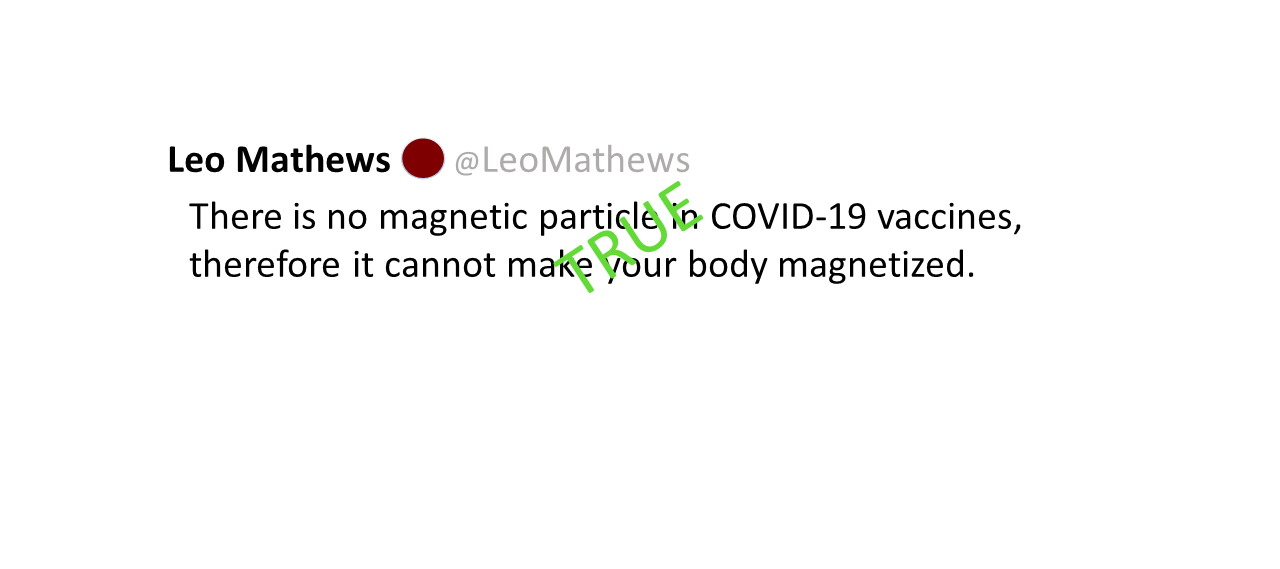 Leo Mathews @LeoMathews
There is no magnetic particle in COVID-19 vaccines,
therefore it cannot make your body magnetized.
TRUE